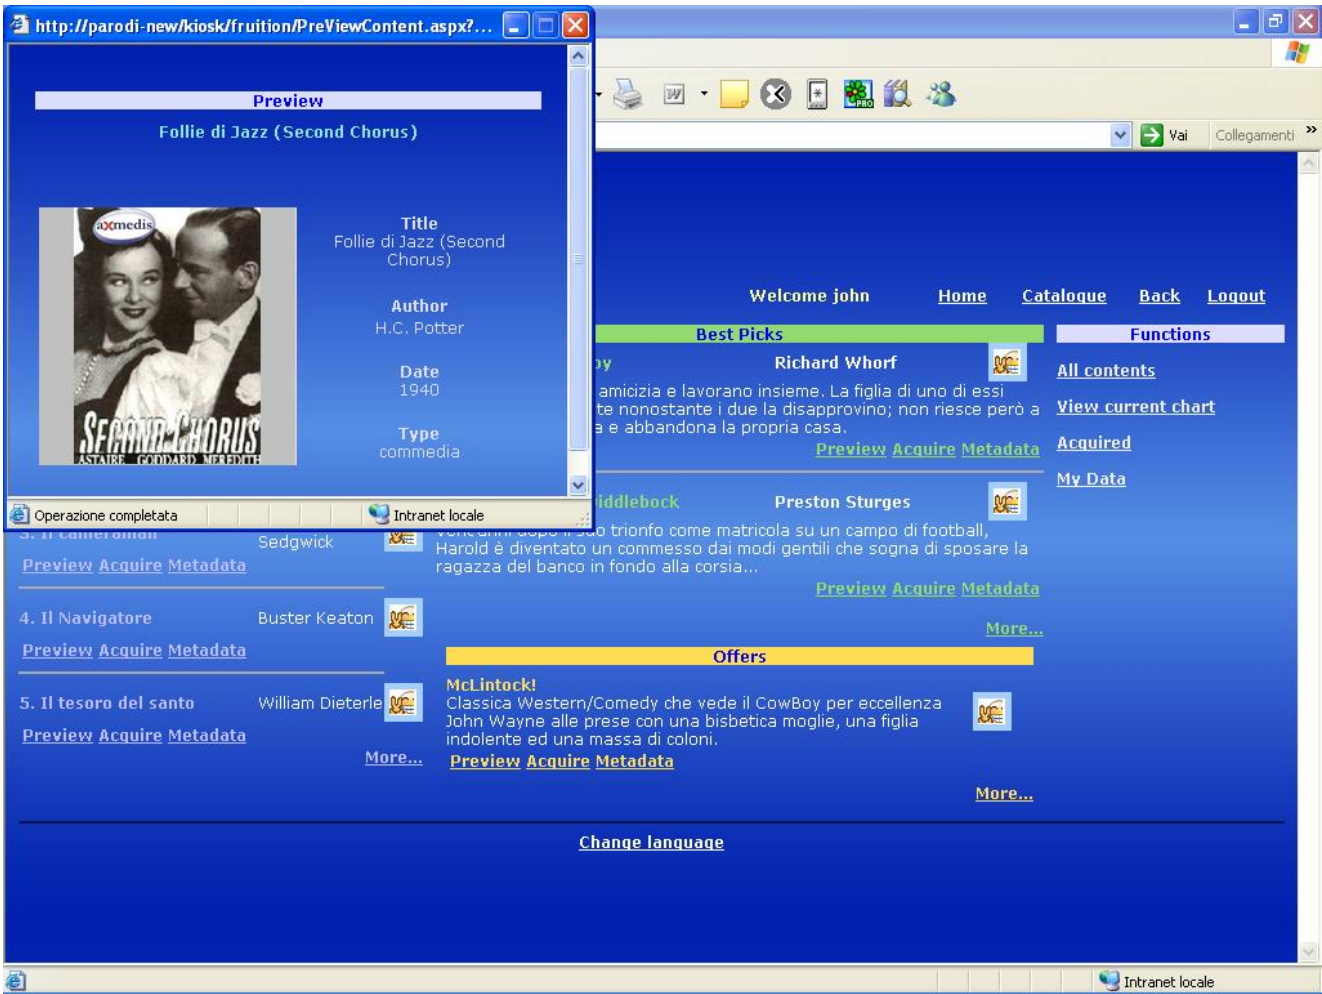 http://parodi-new/kiosk/fruition/PreViewContent.aspx?...
Preview
Follie di Jazz (Second Chorus)
axmedis
SECOND CHORUS
ASTAIRE GODDARD MEREDITH
Title
Follie di Jazz (Second
Chorus)
Author
H.C. Potter
Date
1940
Type
commedia
Operazione completata
Intranet locale
Vai
Collegamenti
Welcome john
Home
Catalogue
Back
Logout
Best Picks
Richard Whorf
amicizia e lavorano insieme. La figlia di uno di essi
te nonostante i due la disapprovino; non riesce però a
a e abbandona la propria casa.
Preview Acquire Metadata
iddlebock
Preston Sturges
Vent'anni dopo il suo trionfo come matricola su un campo di football,
Harold è diventato un commesso dai modi gentili che sogna di sposare la
ragazza del banco in fondo alla corsia...
Preview Acquire Metadata
More...
Functions
All contents
View current chart
Acquired
My Data
3. Il cameraman
Sedgwick
Preview Acquire Metadata
4. Il Navigatore
Buster Keaton
Preview Acquire Metadata
5. Il tesoro del santo
William Dieterle
Preview Acquire Metadata
More...
Offers
McLintock!
Classica Western/Comedy che vede il CowBoy per eccellenza
John Wayne alle prese con una bisbetica moglie, una figlia
indolente ed una massa di coloni.
Preview Acquire Metadata
More...
Change language
Intranet locale